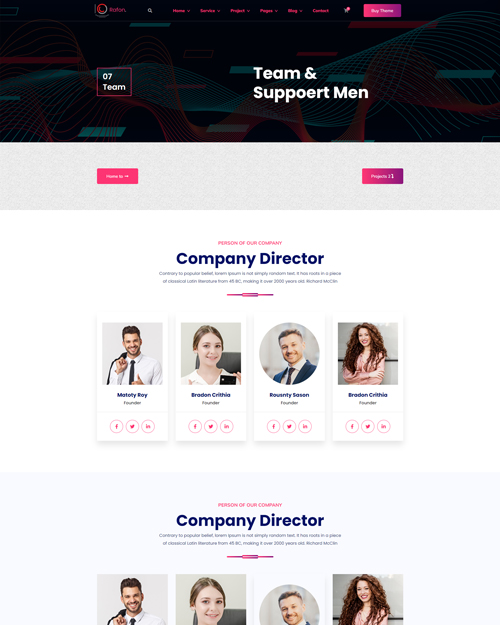 Rafon.
Home
Service
Project
Pages
Blog
Contact
Buy Theme
07
Team
Team &
Suppoert Men
Home to
Projects 31
PERSON OF OUR COMPANY
Company Director
Contrary to popular belief, lorem Ipsum is not simply random text. It has roots in a piece
of classical Latin literature from 45 BC, making it over 2000 years old. Richard McClin
Mototy Roy
Founder
Bradon Crithia
Founder
Rousnty Sason
Founder
Bradon Crithia
Founder
PERSON OF OUR COMPANY
Company Director
Contrary to popular belief, lorem Ipsum is not simply random text. It has roots in a piece
of classical Latin literature from 45 BC, making it over 2000 years old. Richard McClin